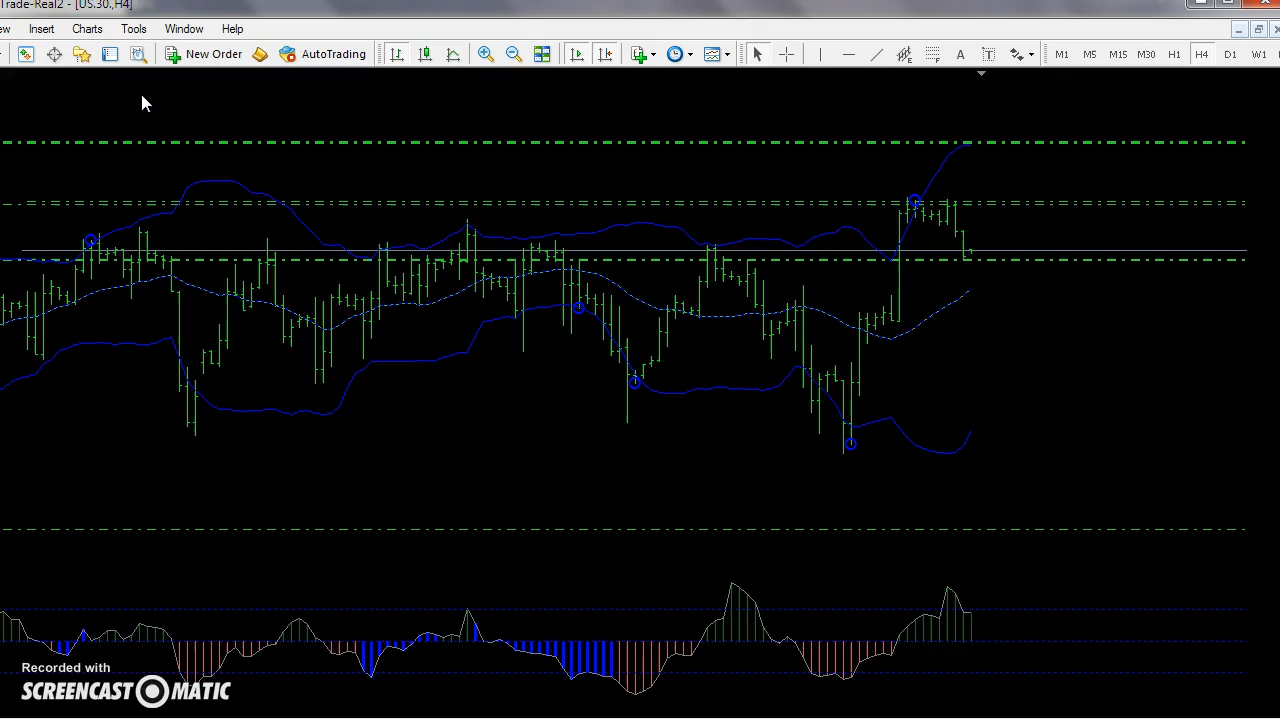 Trade-Real2 - [US.30.,H4]
ew Insert Charts Tools Window Help
New Order AutoTrading A T M1 M5 M15 M30 H1 H4 D1 W1
Recorded with
SCREENCAST MATIC